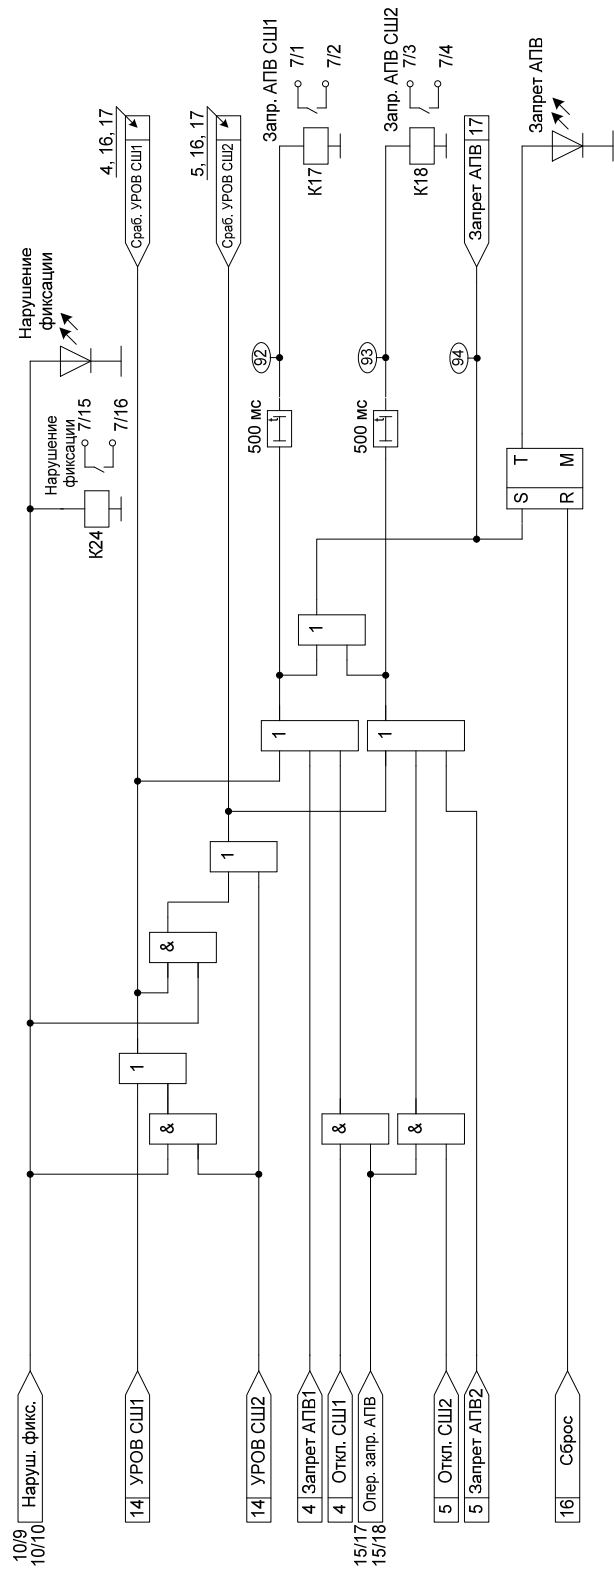 10/9
10/10
Наруш. фикс.
14 УРОВ СШ1
14 УРОВ СШ2
4 Запрет АПВ1
4 Откл. СШ1
15/17
15/18
Опер. запр. АПВ
5 Откл. СШ2
5 Запрет АПВ2
16 Сброс
&
1
&
1
&
&
1
1
1
500 мс
500 мс
S T
R M
92
93
94
К24
Нарушение
фиксации
7/15
7/16
Нарушение
фиксации
Сраб. УРОВ СШ1
4, 16, 17
Сраб. УРОВ СШ2
5, 16, 17
К17
Запр. АПВ СШ1
7/1
7/2
К18
Запр. АПВ СШ2
7/3
7/4
Запрет АПВ 17
Запрет АПВ